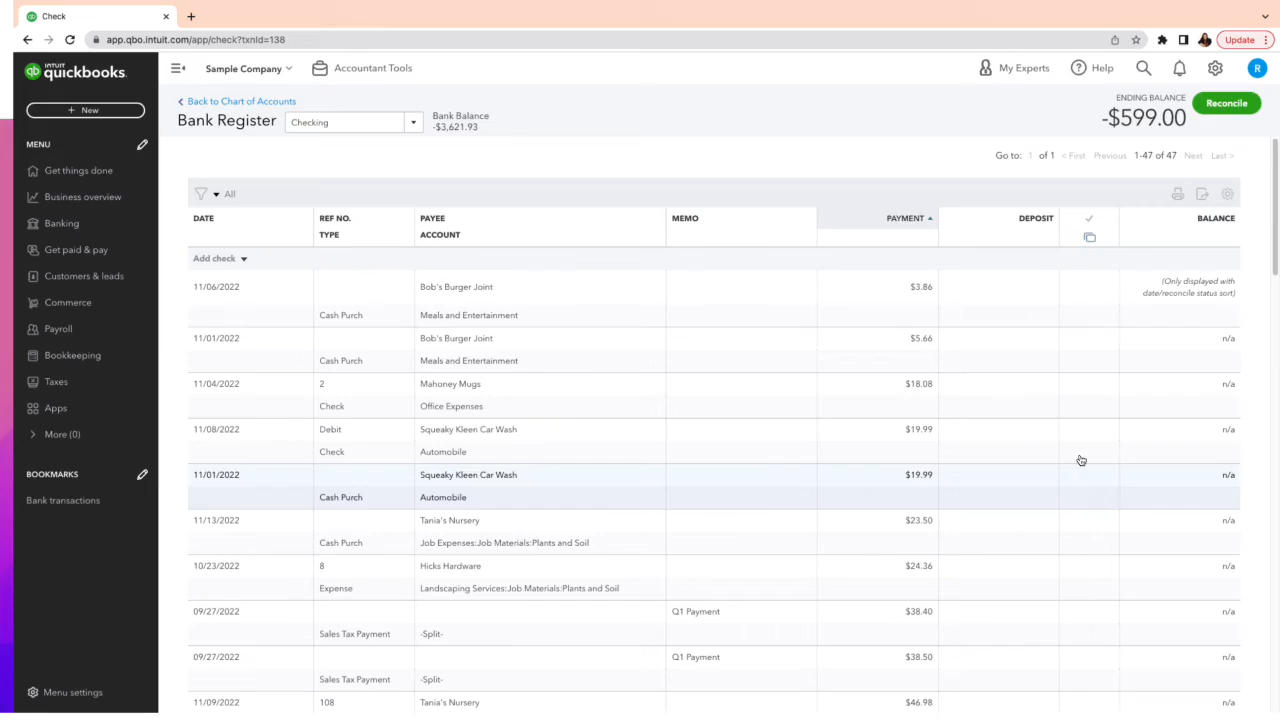 Check
app.qbo.intuit.com/app/check?txnId=138
Update
INTUIT
quickbooks.
Sample Company
Accountant Tools
My Experts
Help
R
+ New
MENU
Get things done
Business overview
Banking
Get paid & pay
Customers & leads
Commerce
Payroll
Bookkeeping
Taxes
Apps
More (0)
BOOKMARKS
Bank transactions
Menu settings
Back to Chart of Accounts
Bank Register
Checking
Bank Balance
-$3,621.93
ENDING BALANCE
-$599.00
Reconcile
Go to: 1 of 1 < First Previous 1-47 of 47 Next Last >
All
DATE REF NO. PAYEE MEMO PAYMENT DEPOSIT BALANCE
TYPE ACCOUNT
Add check
11/06/2022 Bob's Burger Joint $3.86 (Only displayed with
date/reconcile status sort)
Cash Purch Meals and Entertainment
11/01/2022 Bob's Burger Joint $5.66 n/a
Cash Purch Meals and Entertainment
11/04/2022 2 Mahoney Mugs $18.08 n/a
Check Office Expenses
11/08/2022 Debit Squeaky Kleen Car Wash $19.99 n/a
Check Automobile
11/01/2022 Squeaky Kleen Car Wash $19.99 n/a
Cash Purch Automobile
11/13/2022 Tania's Nursery $23.50 n/a
Cash Purch Job Expenses:Job Materials:Plants and Soil
10/23/2022 8 Hicks Hardware $24.36 n/a
Expense Landscaping Services:Job Materials:Plants and Soil
09/27/2022 Q1 Payment $38.40 n/a
Sales Tax Payment -Split-
09/27/2022 Q1 Payment $38.50 n/a
Sales Tax Payment -Split-
11/09/2022 108 Tania's Nursery $46.98 n/a